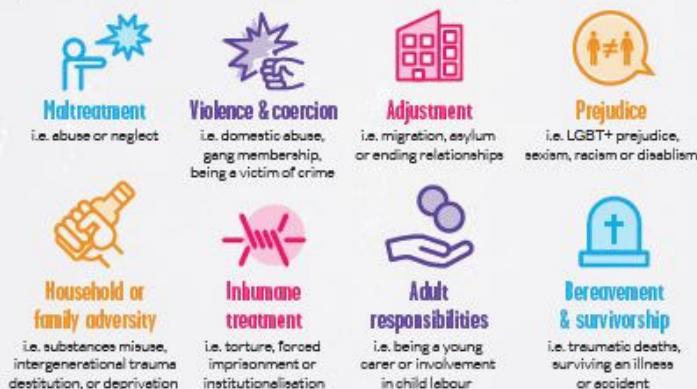 Maltreatment
i.e. abuse or neglect
Violence & coercion
i.e. domestic abuse,
gang membership,
being a victim of crime
Adjustment
i.e. migration, asylum
or ending relationships
Prejudice
i.e. LGBT+ prejudice,
sexism, racism or disablism
Household or
family adversity
i.e. substances misuse,
intergenerational trauma
destitution, or deprivation
Inhumane
treatment
i.e. torture, forced
imprisonment or
institutionalisation
Adult
responsibilities
i.e. being a young
carer or involvement
in child labour
Bereavement
& survivorship
i.e. traumatic deaths,
surviving an illness
or accident